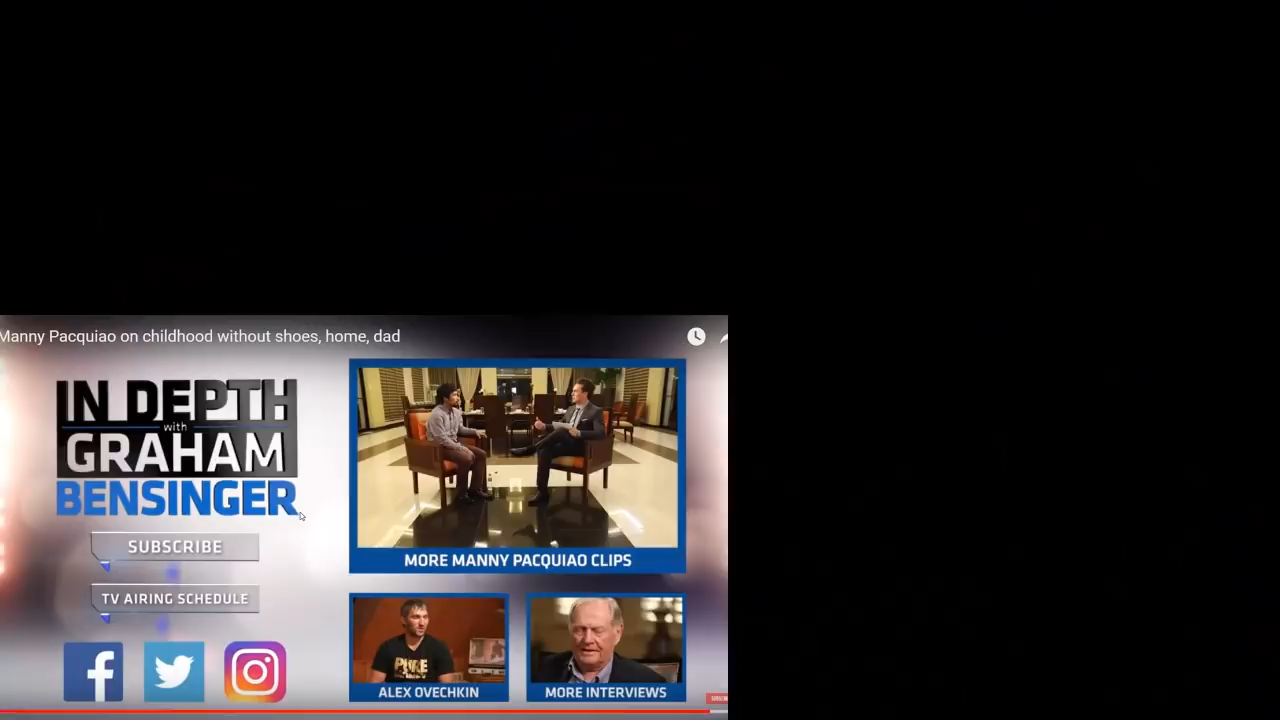 Manny Pacquiao on childhood without shoes, home, dad
IN DEPTH
with
GRAHAM
BENSINGER
SUBSCRIBE
TV AIRING SCHEDULE
MORE MANNY PACQUIAO CLIPS
PURE
ALEX OVECHKIN
MORE INTERVIEWS